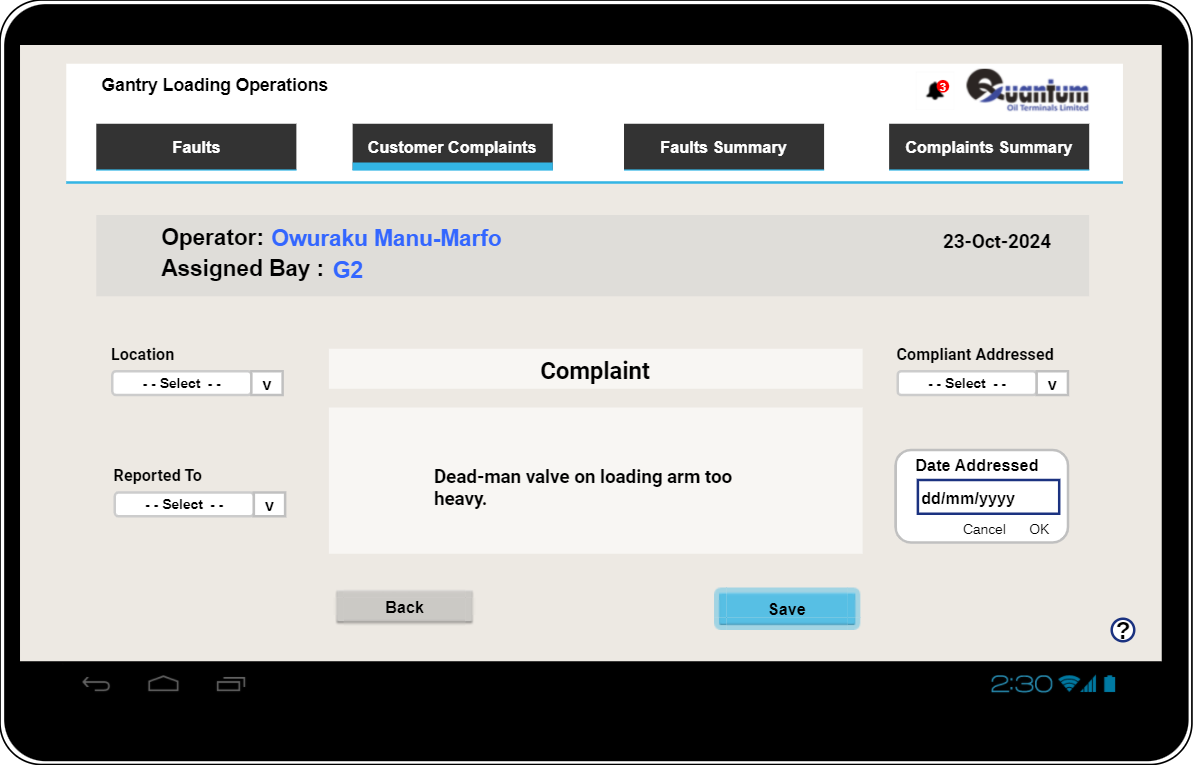 Gantry Loading Operations
3
Quantum
Oil Terminals Limited
Faults
Customer Complaints
Faults Summary
Complaints Summary
Operator: Owuraku Manu-Marfo
23-Oct-2024
Assigned Bay : G2
Location
- - Select - -
v
Complaint
Compliant Addressed
- - Select - -
v
Reported To
- - Select - -
v
Dead-man valve on loading arm too
heavy.
Date Addressed
dd/mm/yyyy
Cancel OK
Back
Save
?
2:30